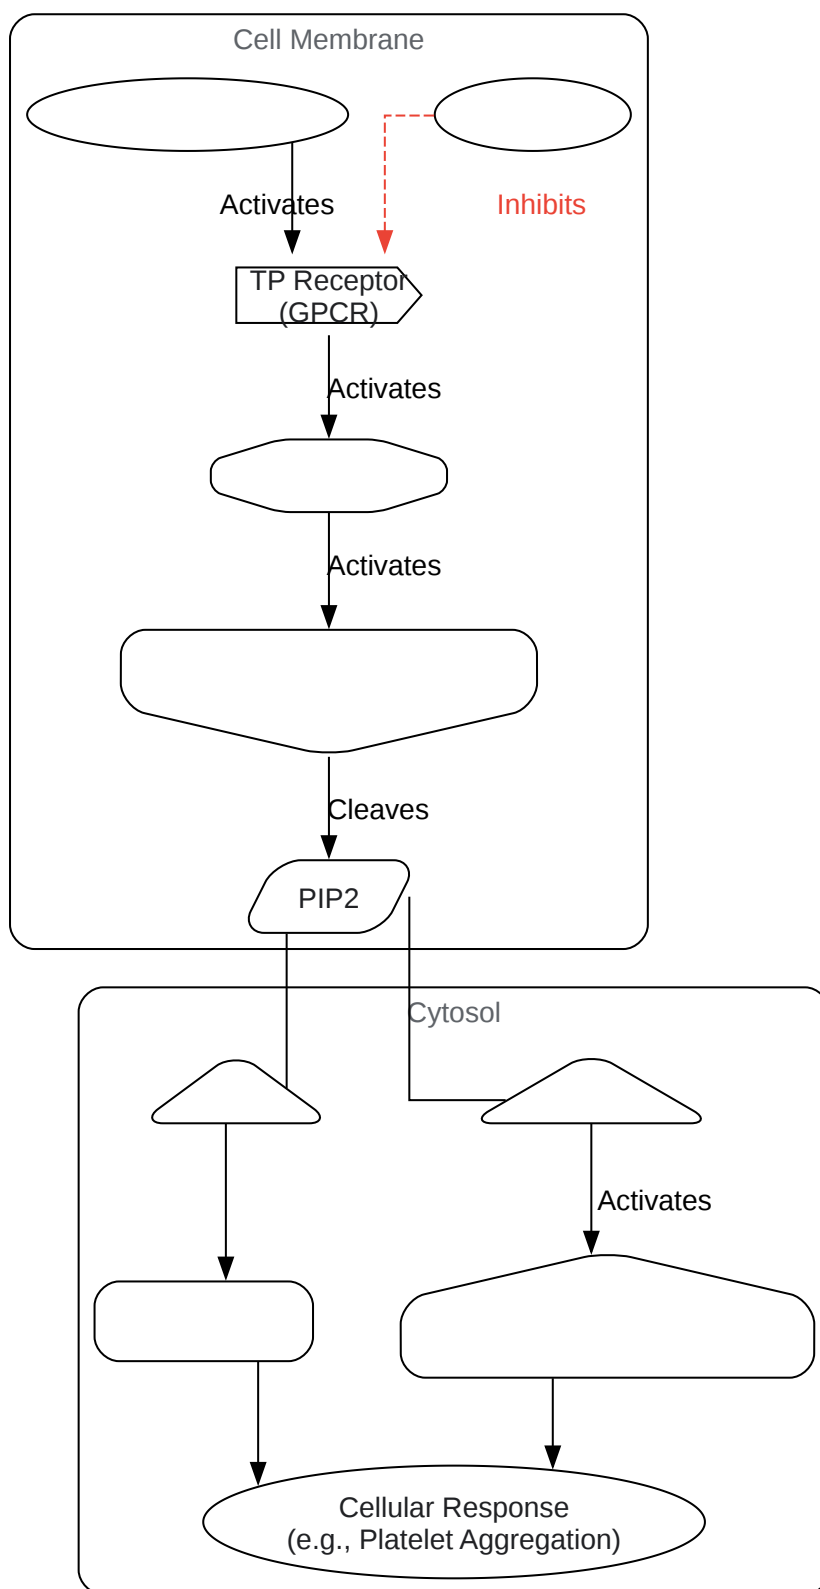 Cell Membrane
Activates
Inhibits
TP Receptor
(GPCR)
Activates
Activates
Cleaves
PIP2
Cytosol
Activates
Cellular Response
(e.g., Platelet Aggregation)